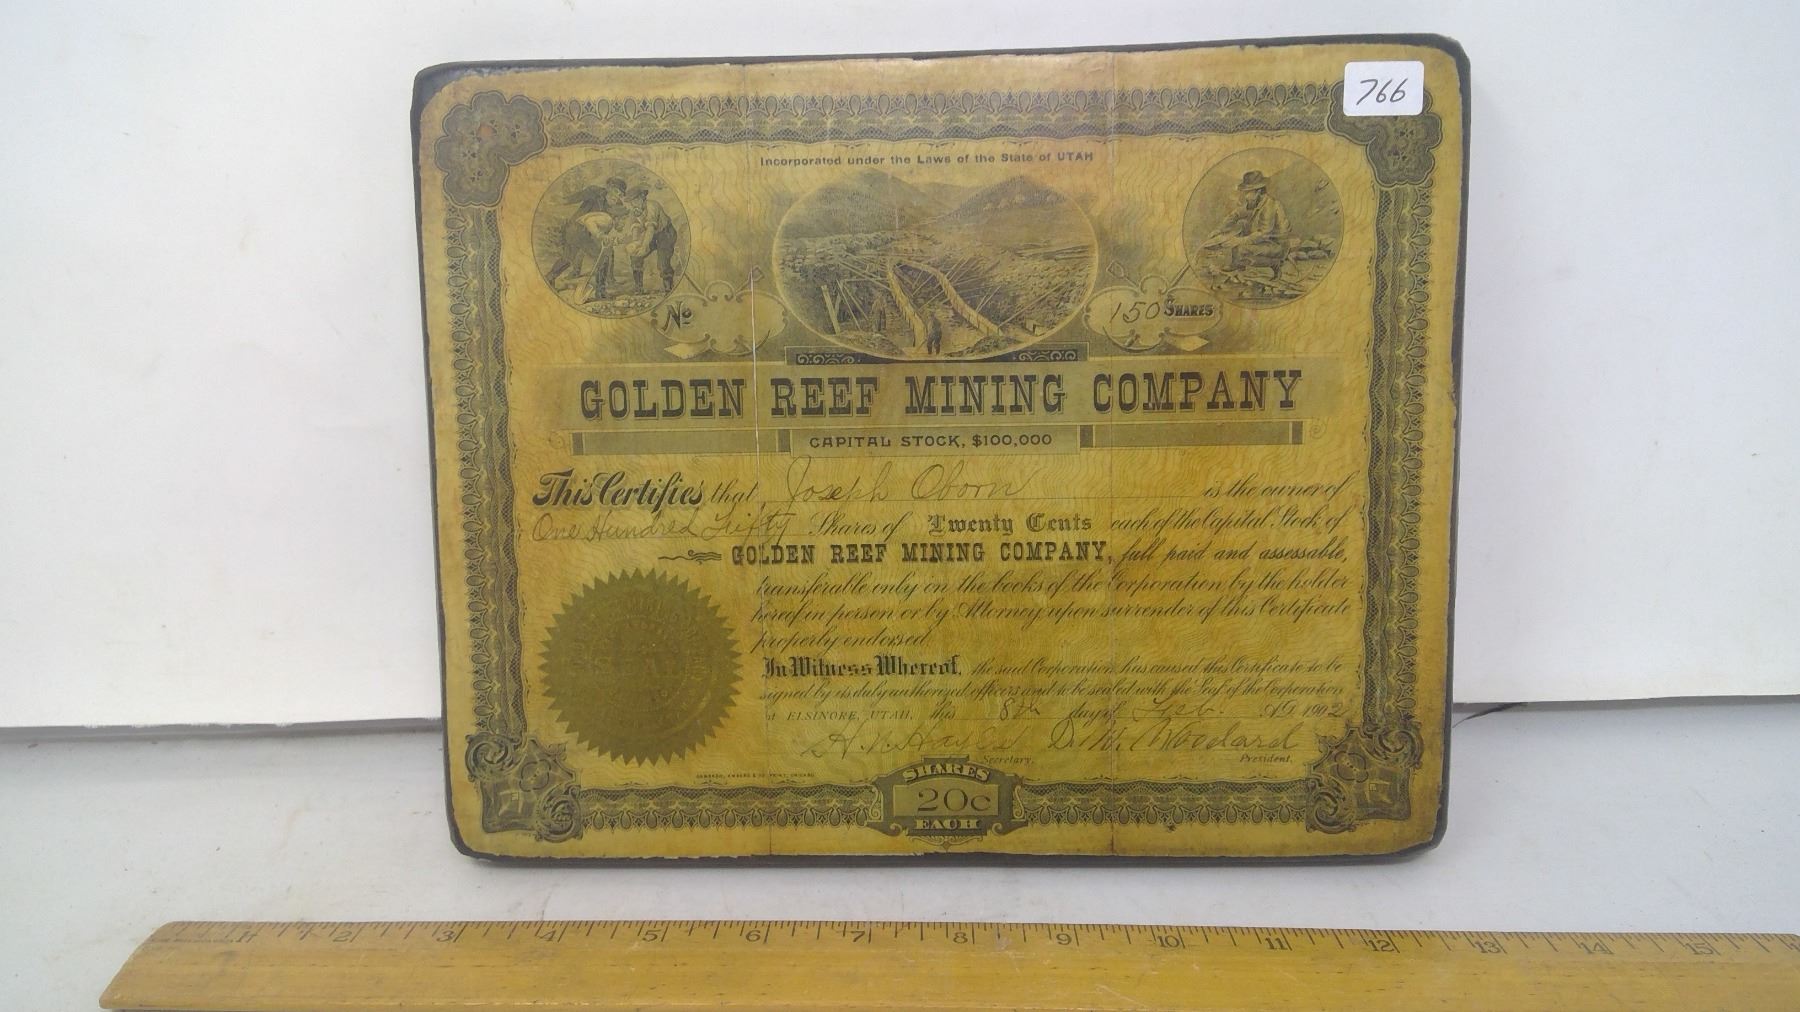 766
Incorporated under the Laws of the State of UTAH
No
150 SHARES
GOLDEN REEF MINING COMPANY
CAPITAL STOCK, $100,000
This Certifies that Joseph Oborn is the owner of
One Hundred Fifty Shares of Twenty Cents each of the Capital Stock of
GOLDEN REEF MINING COMPANY, full paid and assessable,
transferable only on the books of the Corporation by the holder
hereof in person or by Attorney upon surrender of this Certificate
properly endorsed.
In Witness Whereof, the said Corporation has caused this Certificate to be
signed by its duly authorized officers and to be sealed with the Seal of the Corporation
at ELSINORE, UTAH, this 8th day of Feb. A.D. 1902
H. N. Hayes D. W. Woodard
Secretary. President.
SHARES
20c
EACH
1 2 3 4 5 6 7 8 9 10 11 12 13 14 15